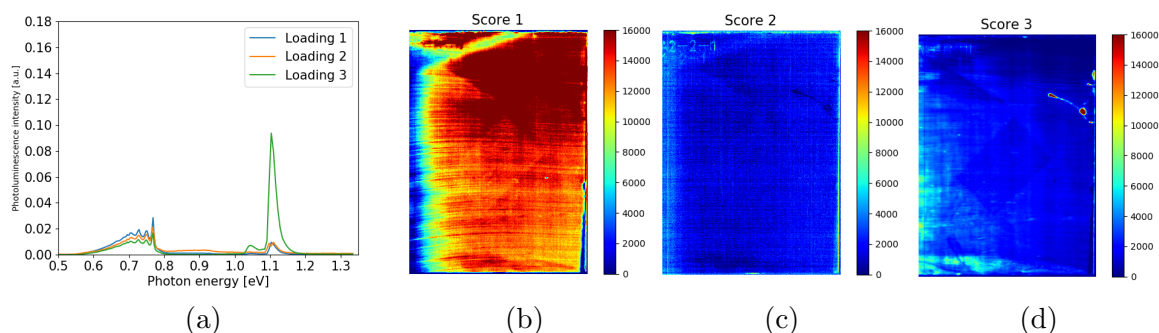 0.18
0.16
0.14
0.12
0.10
0.08
0.06
0.04
0.02
0.00
Photoluminescence intensity [a.u.]
Loading 1
Loading 2
Loading 3
0.5 0.6 0.7 0.8 0.9 1.0 1.1 1.2 1.3
Photon energy [eV]
(a)
Score 1
16000
14000
12000
10000
8000
6000
4000
2000
0
(b)
Score 2
2-2-1
16000
14000
12000
10000
8000
6000
4000
2000
0
(c)
Score 3
16000
14000
12000
10000
8000
6000
4000
2000
0
(d)